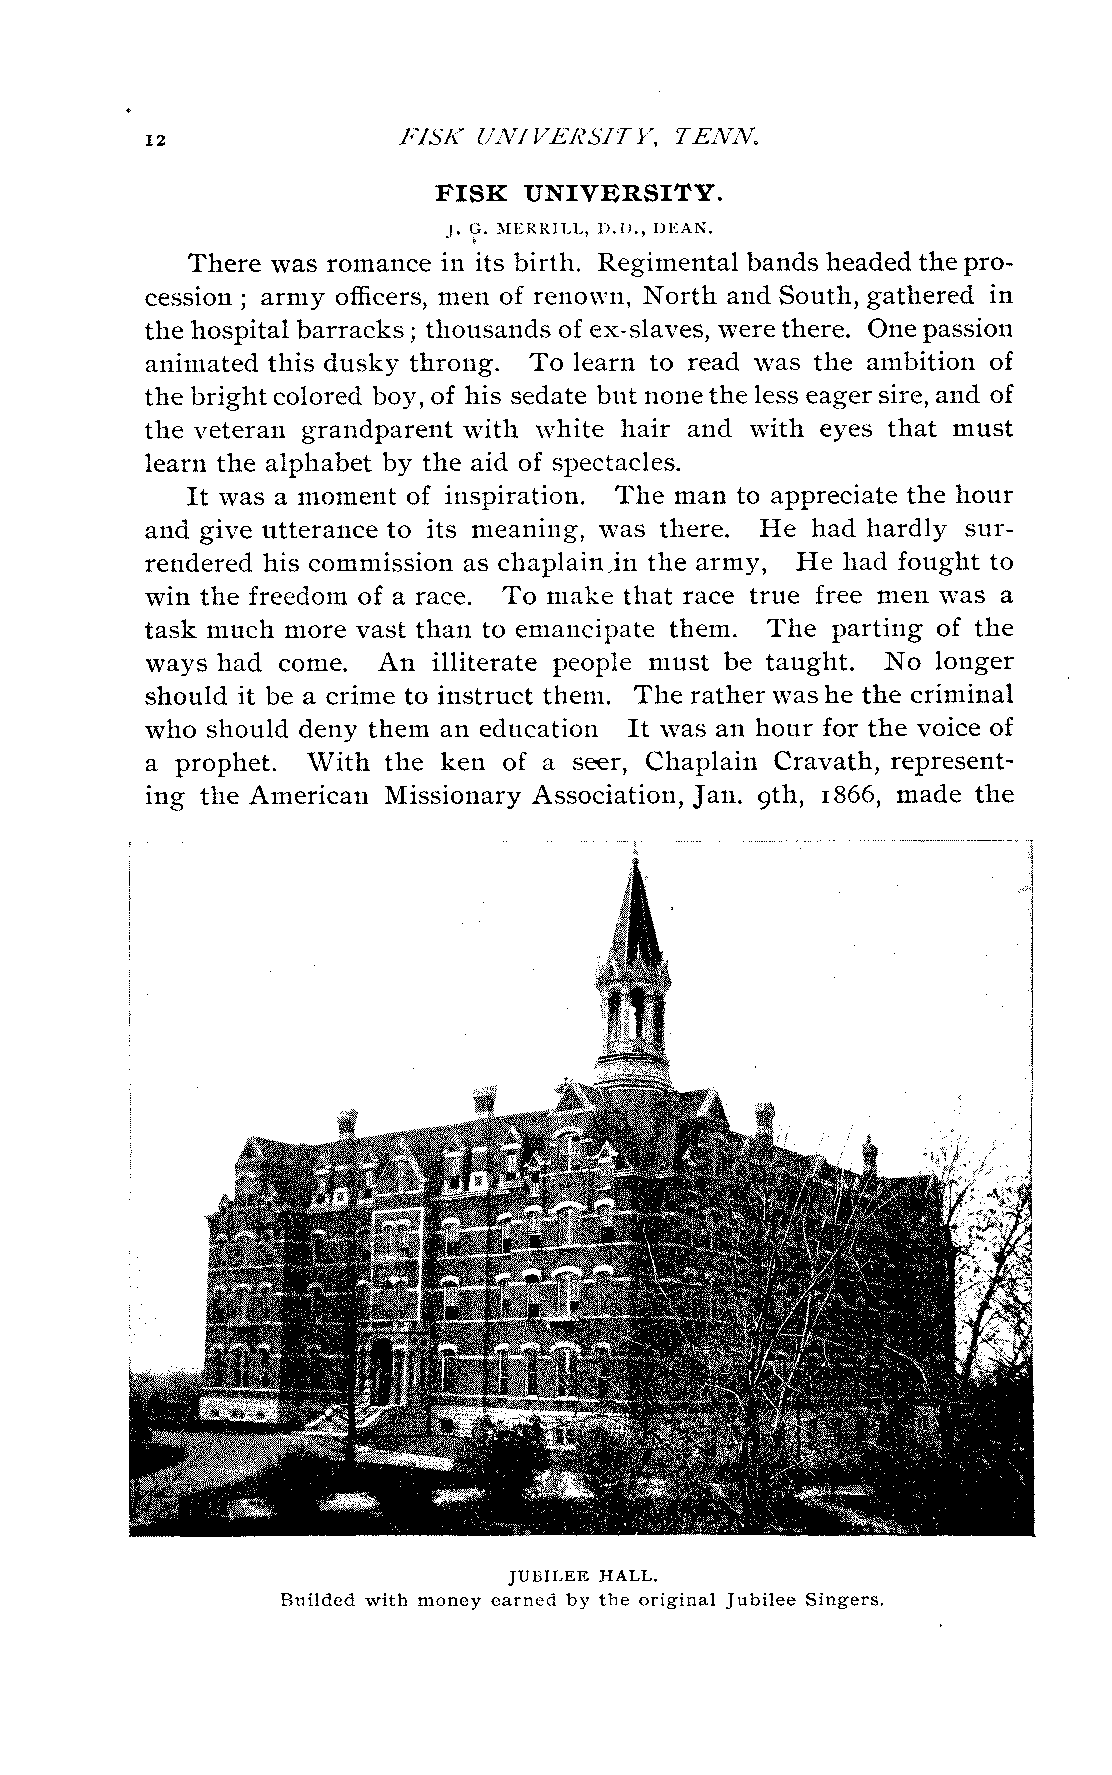 12 FISK UNIVERSITY, TENN.
FISK UNIVERSITY.
J. G. MERRILL, D.D., DEAN.
There was romance in its birth. Regimental bands headed the pro-
cession ; army officers, men of renown, North and South, gathered in
the hospital barracks ; thousands of ex-slaves, were there. One passion
animated this dusky throng. To learn to read was the ambition of
the bright colored boy, of his sedate but none the less eager sire, and of
the veteran grandparent with white hair and with eyes that must
learn the alphabet by the aid of spectacles.
It was a moment of inspiration. The man to appreciate the hour
and give utterance to its meaning, was there. He had hardly sur-
rendered his commission as chaplain in the army, He had fought to
win the freedom of a race. To make that race true free men was a
task much more vast than to emancipate them. The parting of the
ways had come. An illiterate people must be taught. No longer
should it be a crime to instruct them. The rather was he the criminal
who should deny them an education It was an hour for the voice of
a prophet. With the ken of a seer, Chaplain Cravath, represent-
ing the American Missionary Association, Jan. 9th, 1866, made the
JUBILEE HALL.
Builded with money earned by the original Jubilee Singers.